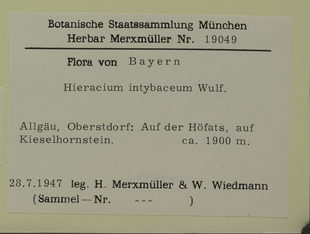 Botanische Staatssammlung München
Herbar Merxmüller Nr. 19049
Flora von Bayern
Hieracium intybaceum Wulf.
Allgäu, Oberstdorf: Auf der Höfats, auf
Kieselhornstein. ca. 1900 m.
28.7.1947 leg. H. Merxmüller & W. Wiedmann
(Sammel – Nr. --- )